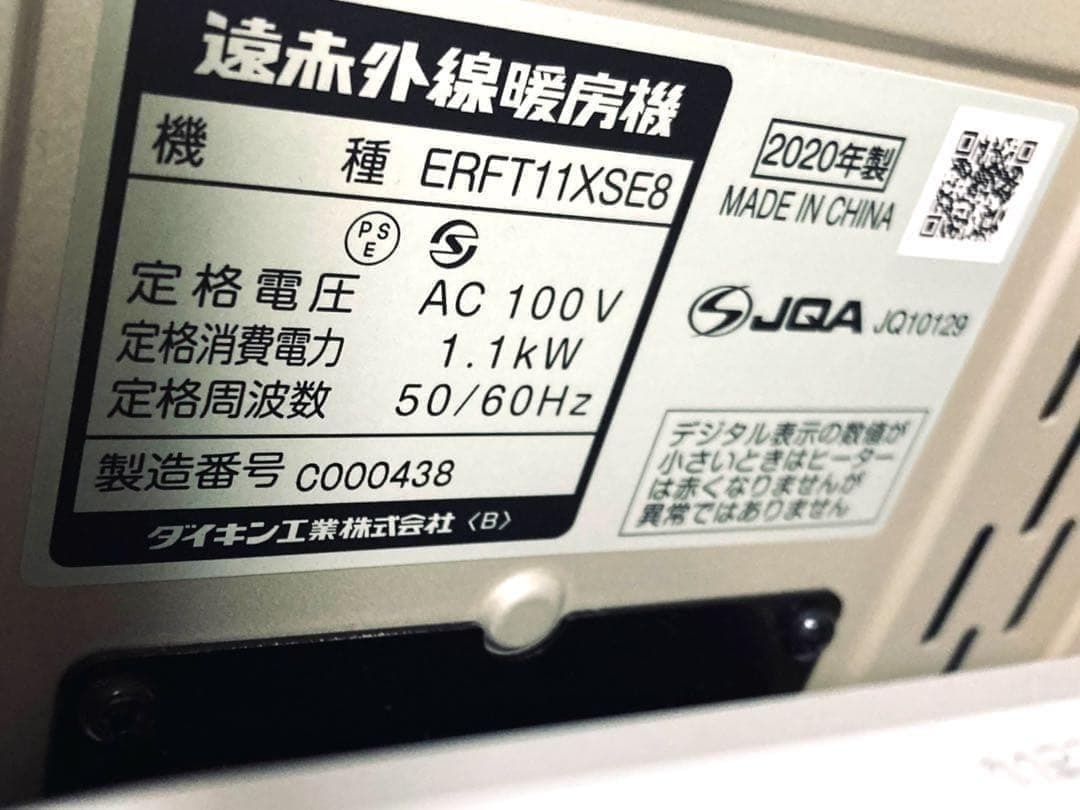 遠赤外線暖房機
機 種 ERFT11XSE8
PSE
定格電圧 AC 100V
定格消費電力 1.1kW
定格周波数 50/60Hz
製造番号 C000438
ダイキン工業株式会社〈B〉
2020年製
MADE IN CHINA
JQA JQ10129
デジタル表示の数値が
小さいときはヒーター
は赤くなりませんが
異常ではありません